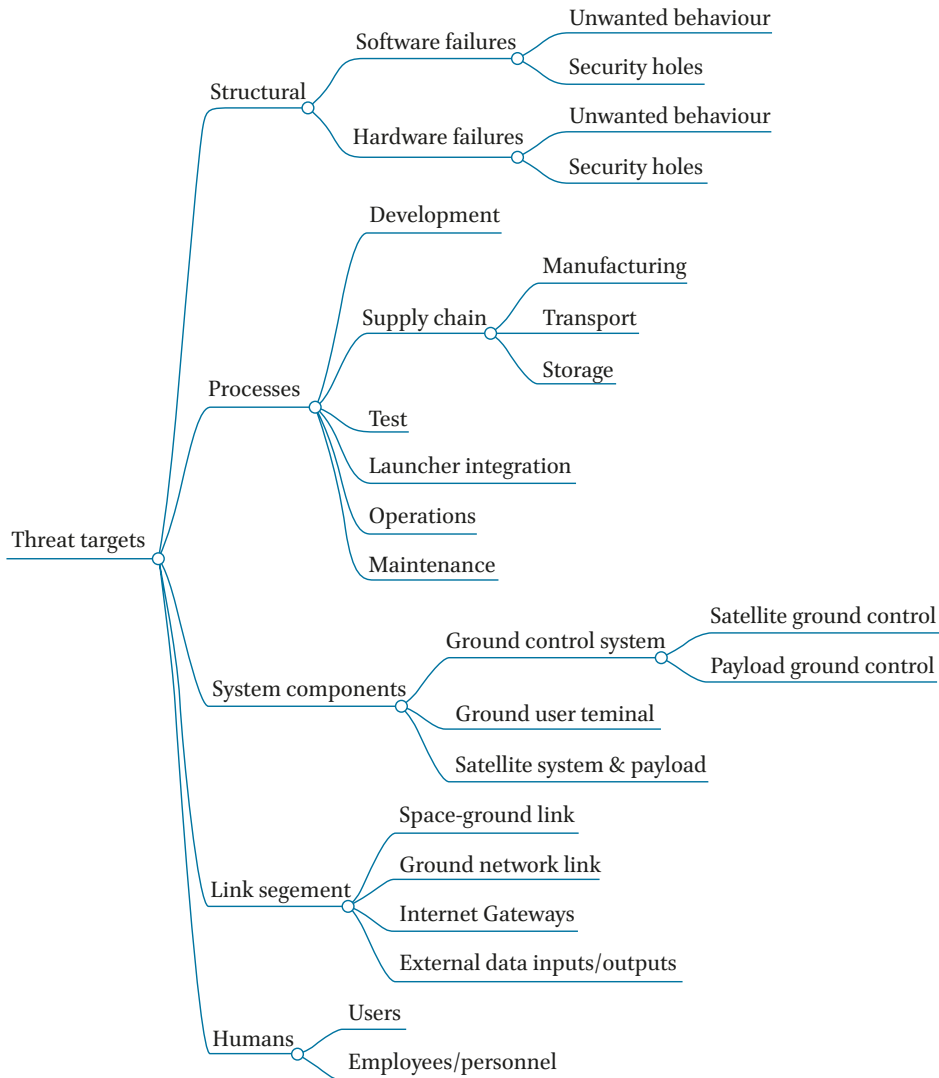 Unwanted behaviour
Software failures
Security holes
Structural
Unwanted behaviour
Hardware failures
Security holes
Development
Manufacturing
Supply chain
Transport
Storage
Processes
Test
Launcher integration
Operations
Threat targets
Maintenance
Satellite ground control
Ground control system
Payload ground control
System components
Ground user teminal
Satellite system & payload
Space-ground link
Ground network link
Link segement
Internet Gateways
External data inputs/outputs
Users
Humans
Employees/personnel